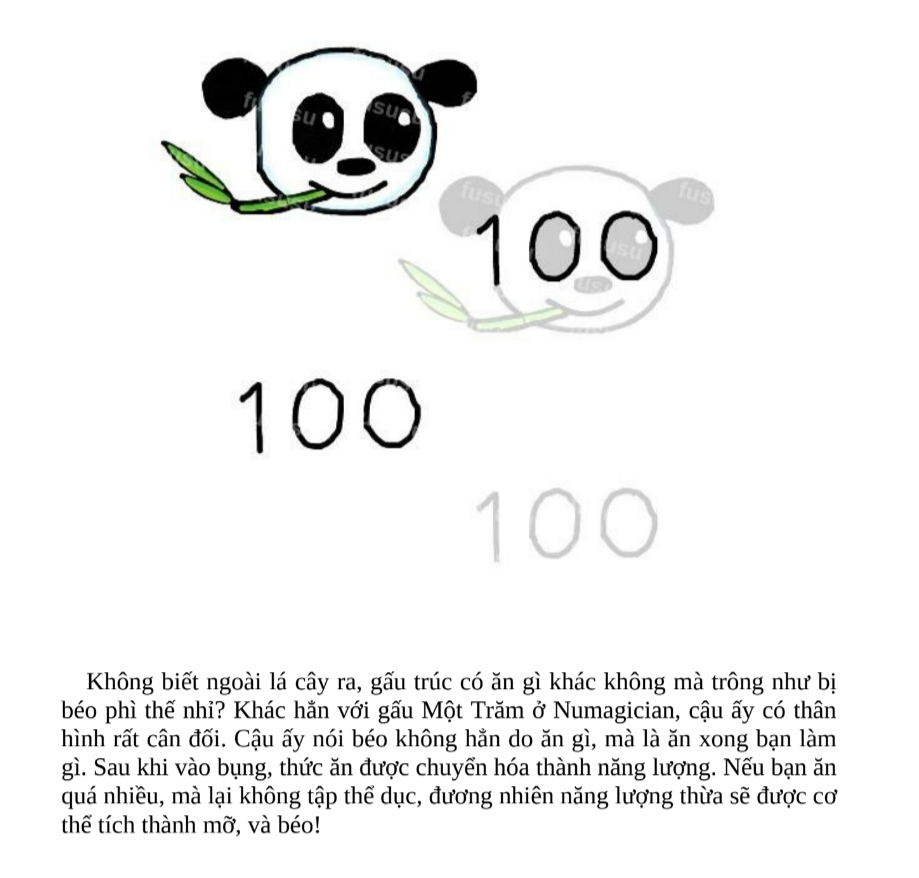 fususu
100
100
100
Không biết ngoài lá cây ra, gấu trúc có ăn gì khác không mà trông như bị
béo phì thế nhỉ? Khác hẳn với gấu Một Trăm ở Numagician, cậu ấy có thân
hình rất cân đối. Cậu ấy nói béo không hẳn do ăn gì, mà là ăn xong bạn làm
gì. Sau khi vào bụng, thức ăn được chuyển hóa thành năng lượng. Nếu bạn ăn
quá nhiều, mà lại không tập thể dục, đương nhiên năng lượng thừa sẽ được cơ
thể tích thành mỡ, và béo!